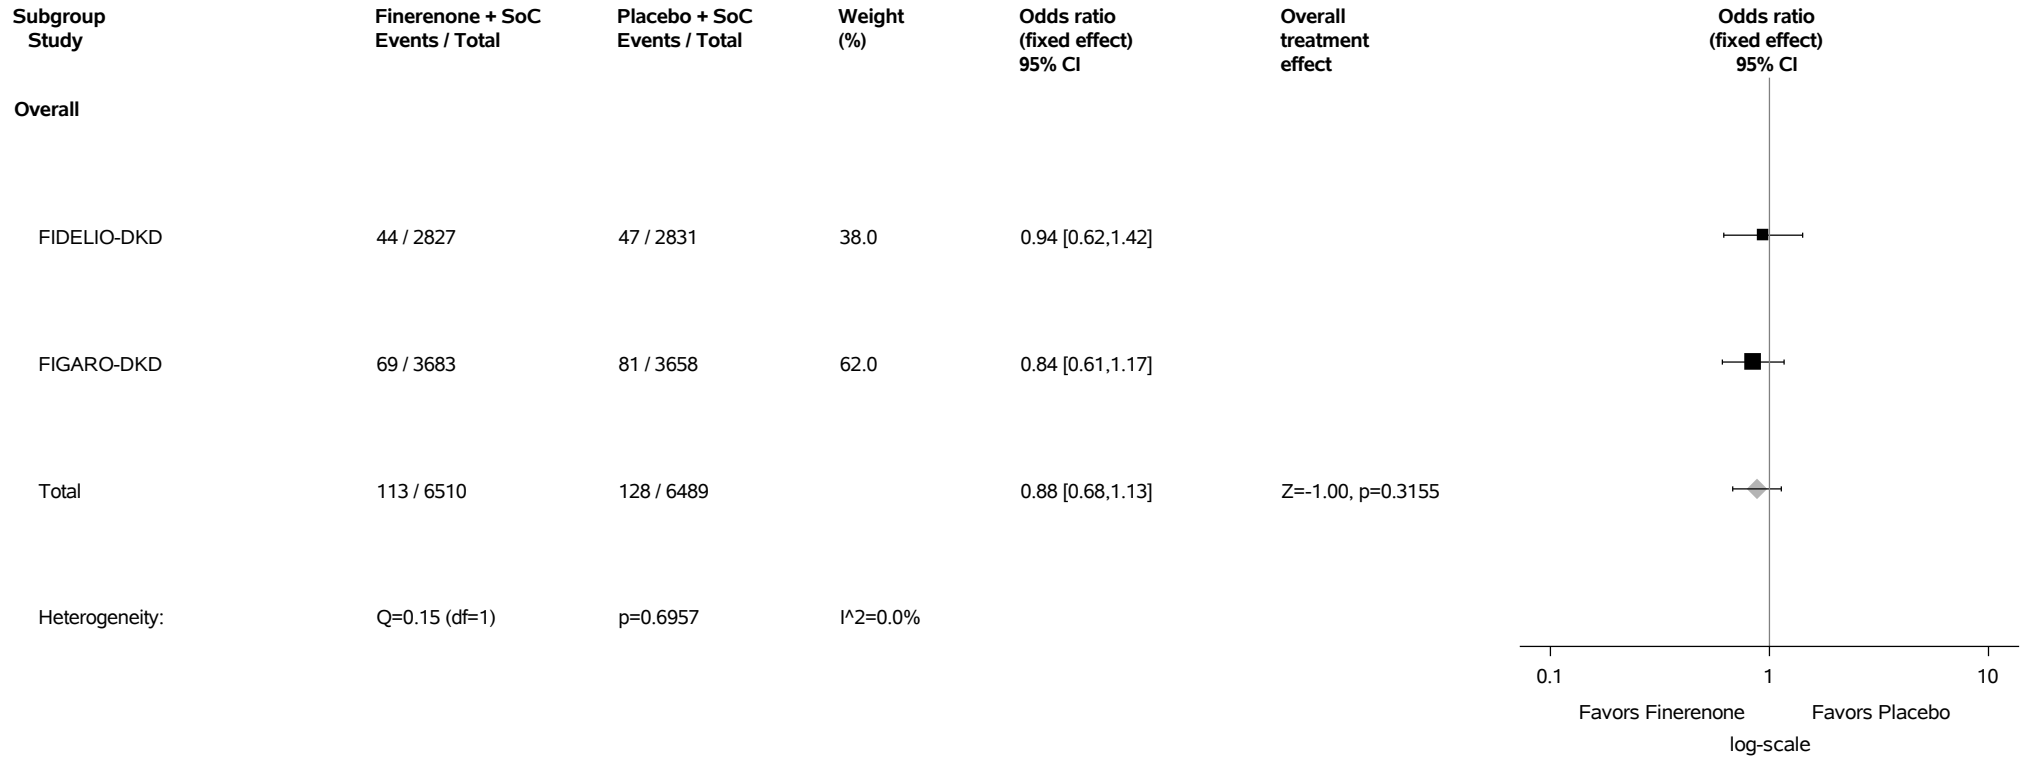 Subgroup Finerenone + SoC Placebo + SoC Weight Odds ratio Overall Odds ratio
Study Events / Total Events / Total (%) (fixed effect) treatment (fixed effect)
95% CI effect 95% CI
Overall
FIDELIO-DKD 44 / 2827 47 / 2831 38.0 0.94 [0.62,1.42]
FIGARO-DKD 69 / 3683 81 / 3658 62.0 0.84 [0.61,1.17]
Total 113 / 6510 128 / 6489 0.88 [0.68,1.13] Z=-1.00, p=0.3155
Heterogeneity: Q=0.15 (df=1) p=0.6957 I^2=0.0%
0.1 1 10
Favors Finerenone Favors Placebo
log-scale